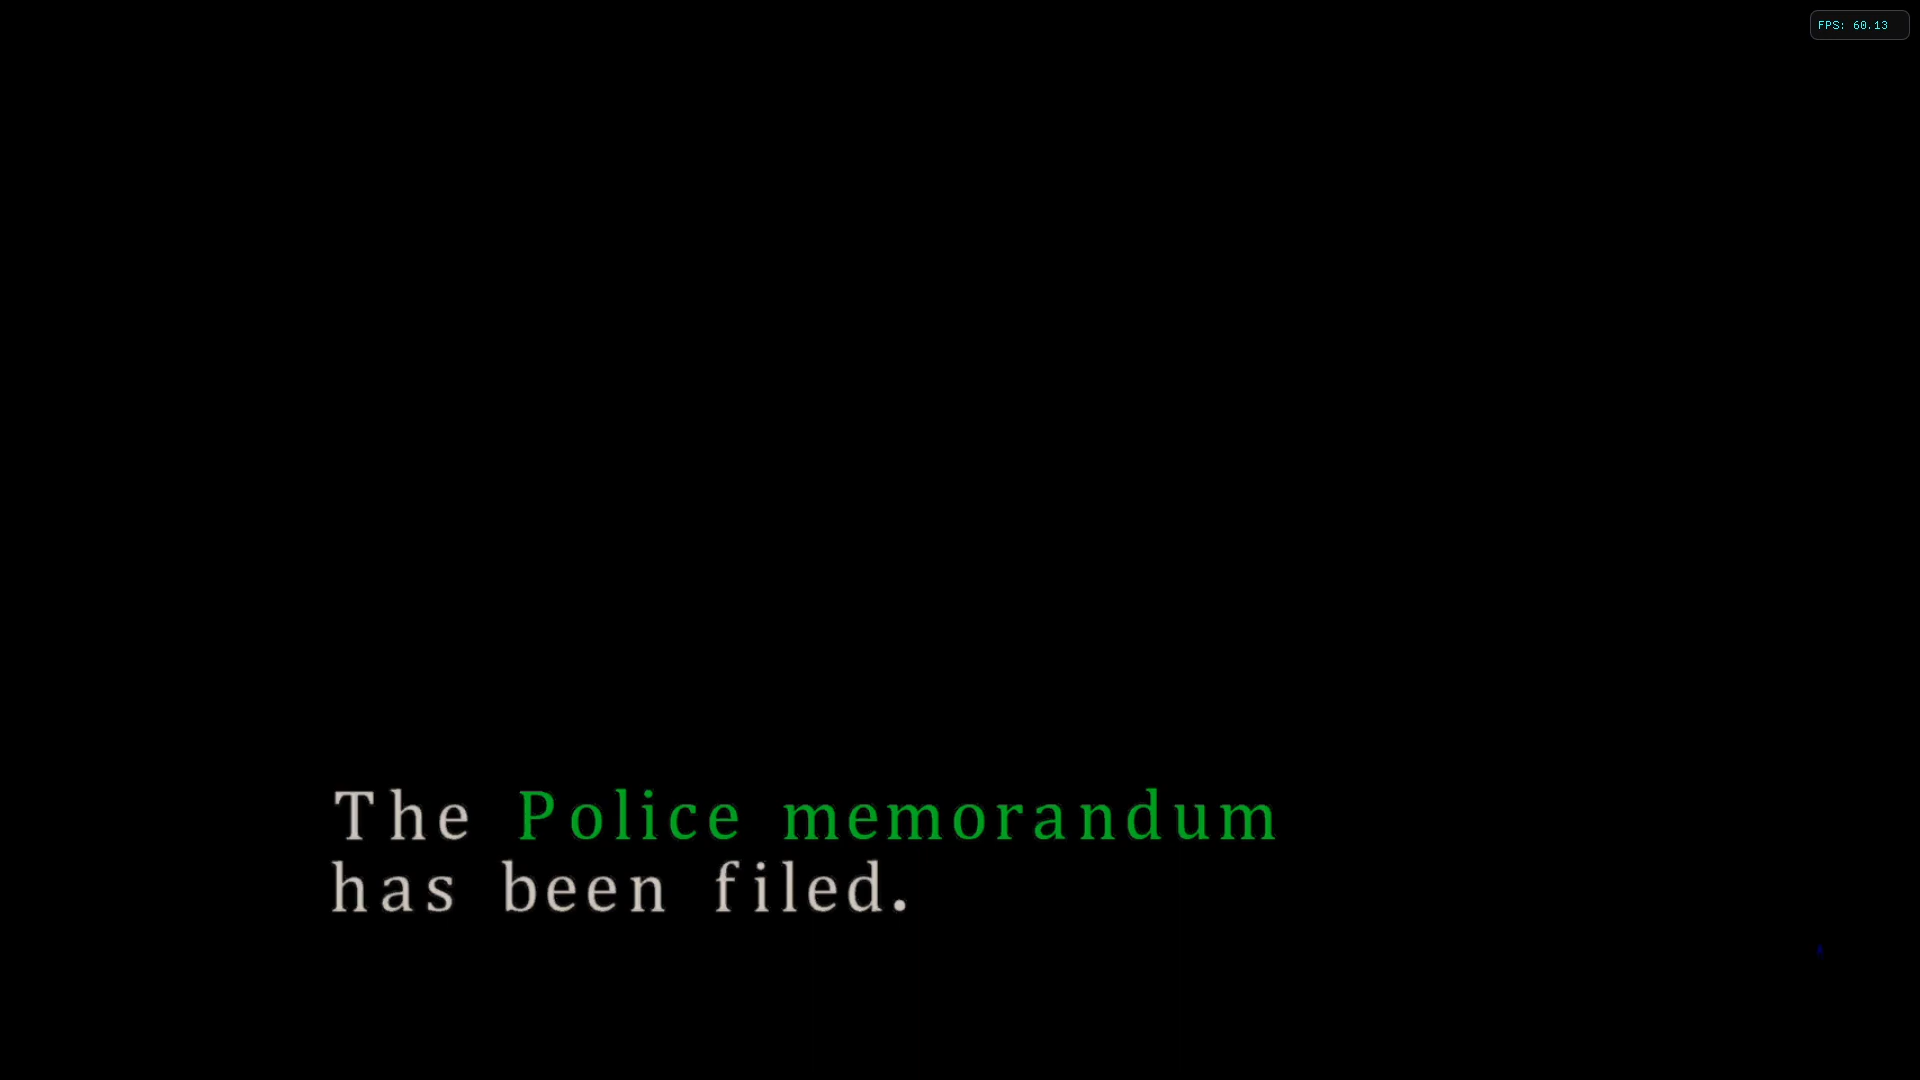 FPS: 60.13
The Police memorandum
has been filed.